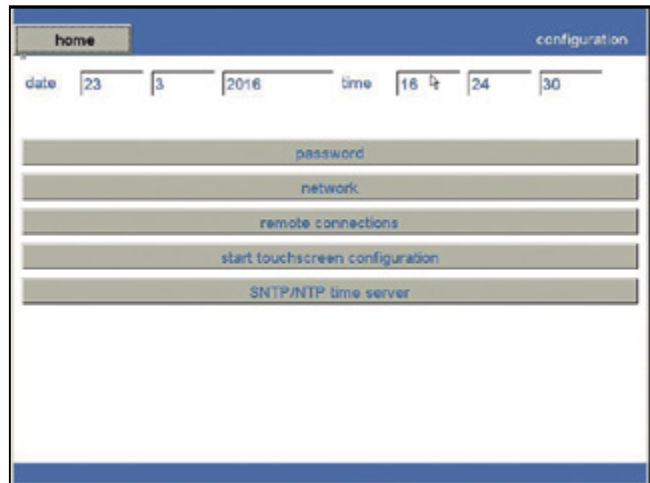 home configuration
date 23 3 2016 time 16 24 30
password
network
remote connections
start touchscreen configuration
SNTP/NTP time server